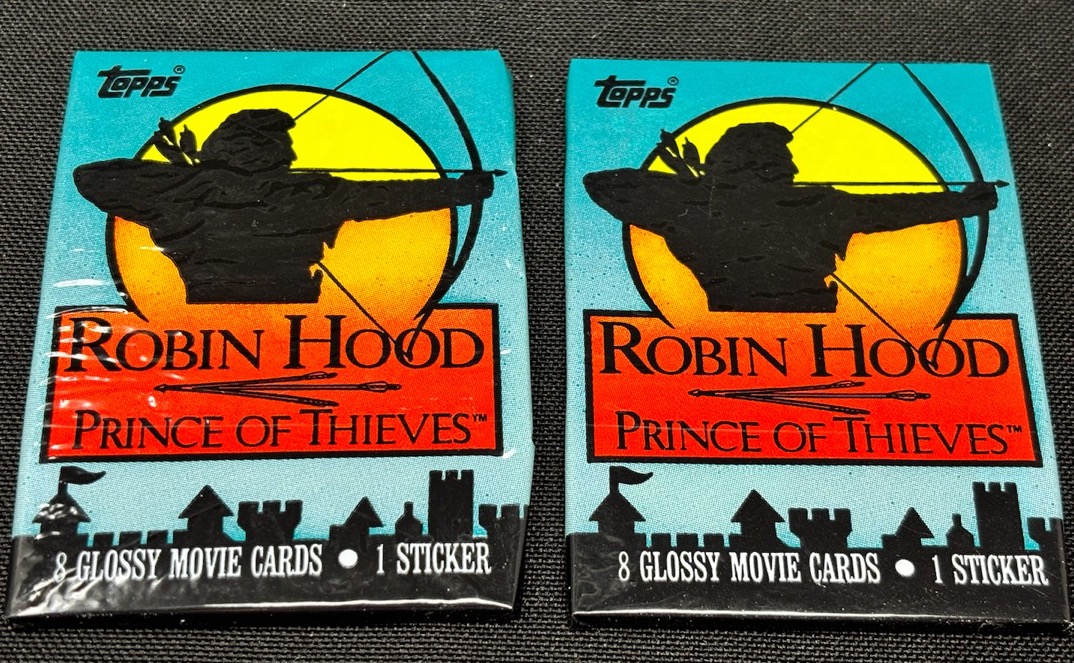 Topps®
ROBIN HOOD
PRINCE OF THIEVES™
8 GLOSSY MOVIE CARDS • 1 STICKER
Topps®
ROBIN HOOD
PRINCE OF THIEVES™
8 GLOSSY MOVIE CARDS • 1 STICKER